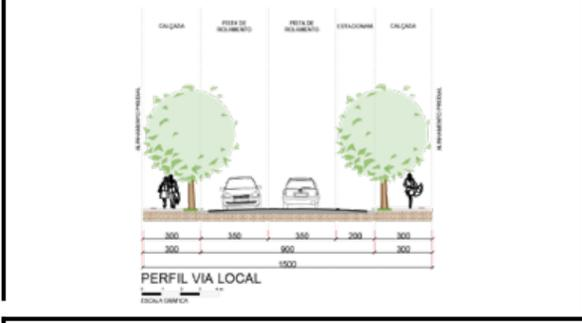 CALÇADA
PISTA DE ROLAMENTO
PISTA DE ROLAMENTO
ESTACIONAM.
CALÇADA
ALINHAMENTO PREDIAL
ALINHAMENTO PREDIAL
300 350 350 200 300
300 900 300
1500
PERFIL VIA LOCAL
ESCALA GRÁFICA